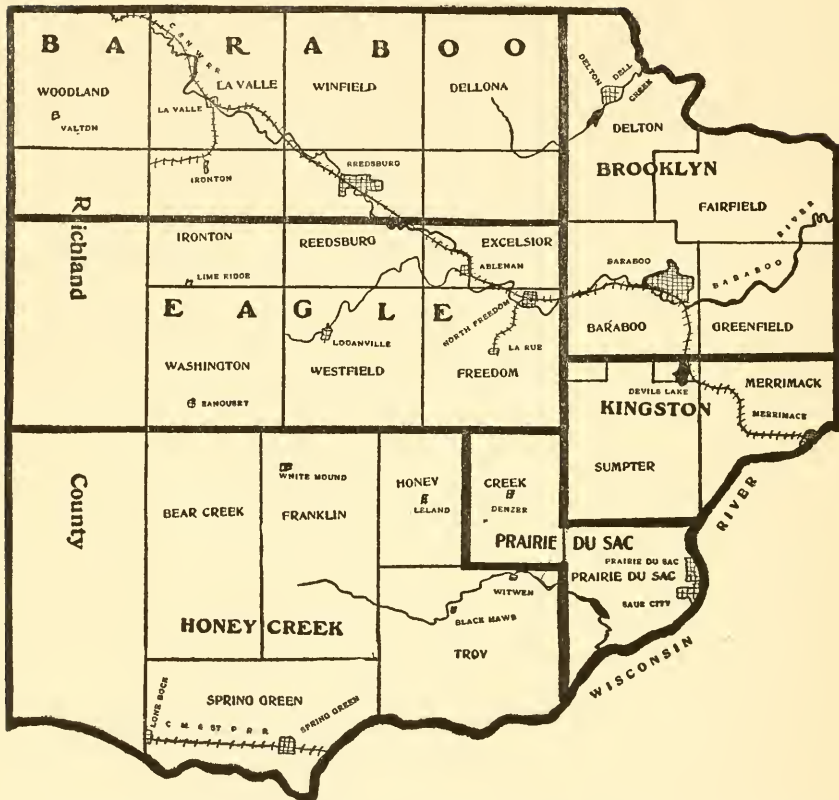 BARABOO
C & N W R R
WOODLAND
VALTON
LA VALLE
LA VALLE
WINFIELD
DELLONA
DELTON
DELL
CREEK
DELTON
BROOKLYN
FAIRFIELD
IRONTON
REEDSBURG
Richland
IRONTON
LIME RIDGE
REEDSBURG
EXCELSIOR
ABLEMAN
BARABOO
BARABOO RIVER
EAGLE
LOGANVILLE
NORTH FREEDOM
LA RUE
BARABOO
GREENFIELD
WASHINGTON
SANDUSKY
WESTFIELD
FREEDOM
DEVILS LAKE
KINGSTON
MERRIMACK
MERRIMACK
SUMPTER
County
BEAR CREEK
WHITE MOUND
FRANKLIN
HONEY
LELAND
CREEK
DENZER
PRAIRIE DU SAC
PRAIRIE DU SAC
PRAIRIE DU SAC
SAUK CITY
WITWEN
BLACK HAWK
TROY
HONEY CREEK
WISCONSIN
RIVER
SPRING GREEN
LONE ROCK
C M & ST P R R
SPRING GREEN